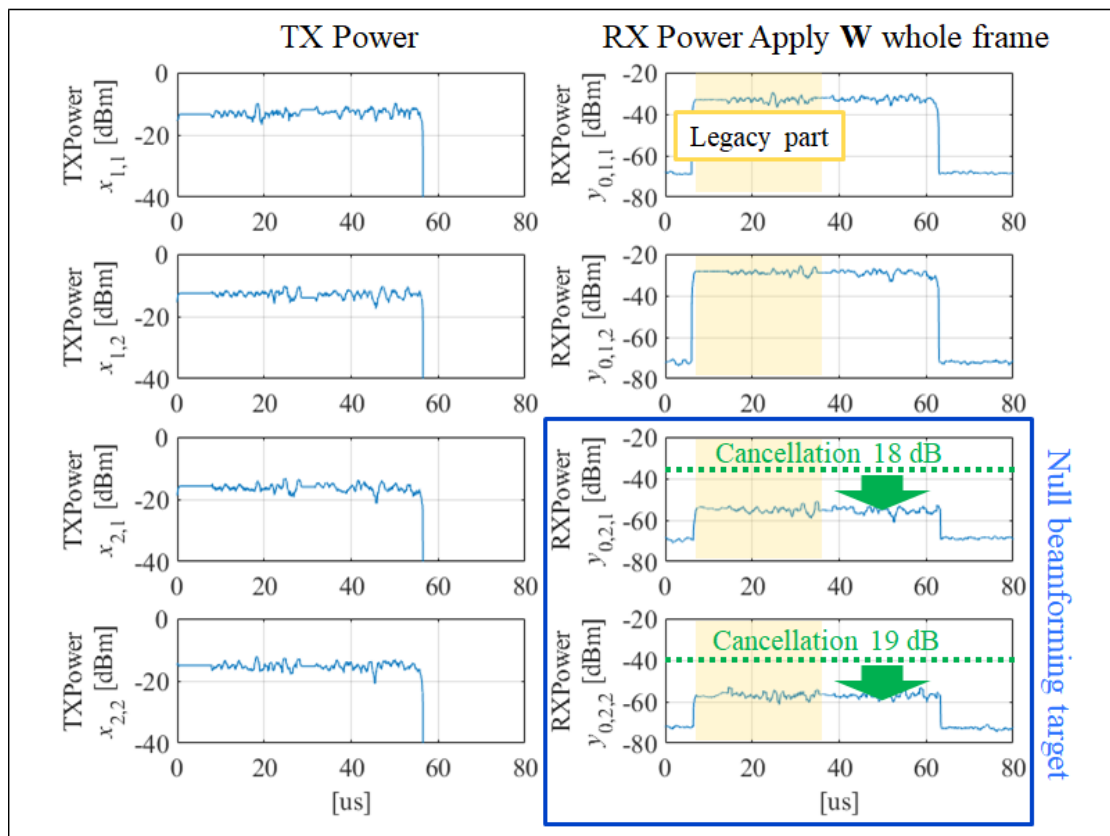 TX Power
RX Power Apply W whole frame
TXPower
x1,1 [dBm]
0
-20
-40
0 20 40 60 80
RXPower
y0,1,1 [dBm]
-20
-40
-60
-80
0 20 40 60 80
Legacy part
TXPower
x1,2 [dBm]
0
-20
-40
0 20 40 60 80
RXPower
y0,1,2 [dBm]
-20
-40
-60
-80
0 20 40 60 80
TXPower
x2,1 [dBm]
0
-20
-40
0 20 40 60 80
RXPower
y0,2,1 [dBm]
-20
-40
-60
-80
0 20 40 60 80
Cancellation 18 dB
TXPower
x2,2 [dBm]
0
-20
-40
0 20 40 60 80
[us]
RXPower
y0,2,2 [dBm]
-20
-40
-60
-80
0 20 40 60 80
[us]
Cancellation 19 dB
Null beamforming target